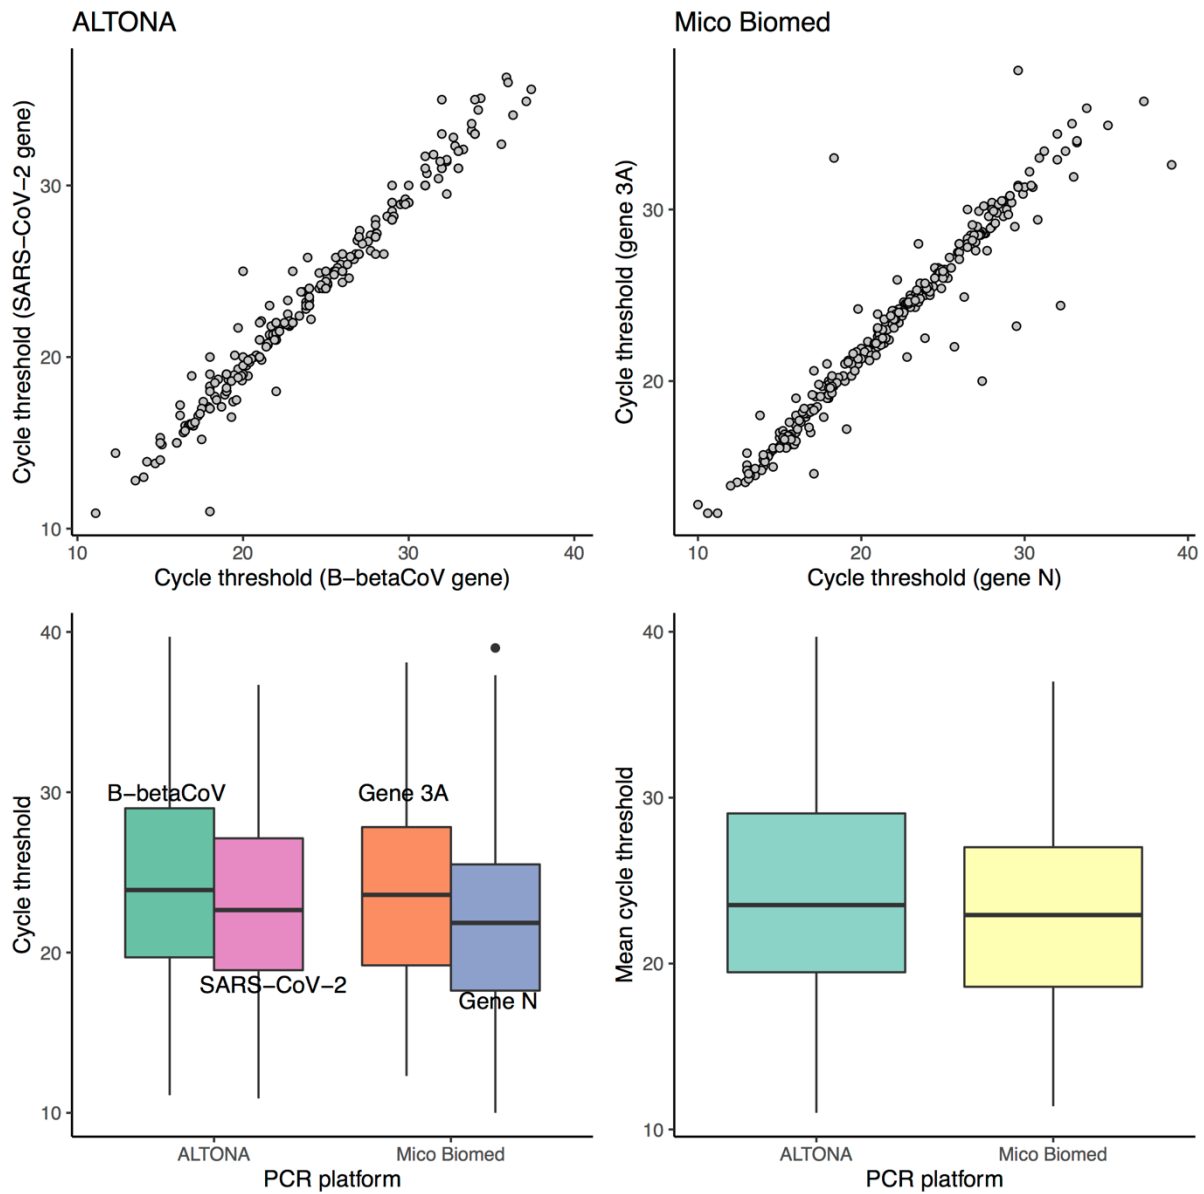 ALTONA
Mico Biomed
Cycle threshold (SARS−CoV−2 gene)
30
20
10
10 20 30 40
Cycle threshold (B−betaCoV gene)
Cycle threshold (gene 3A)
30
20
10 20 30 40
Cycle threshold (gene N)
Cycle threshold
40
30
20
10
B−betaCoV
SARS−CoV−2
Gene 3A
Gene N
ALTONA Mico Biomed
PCR platform
Mean cycle threshold
40
30
20
10
ALTONA Mico Biomed
PCR platform